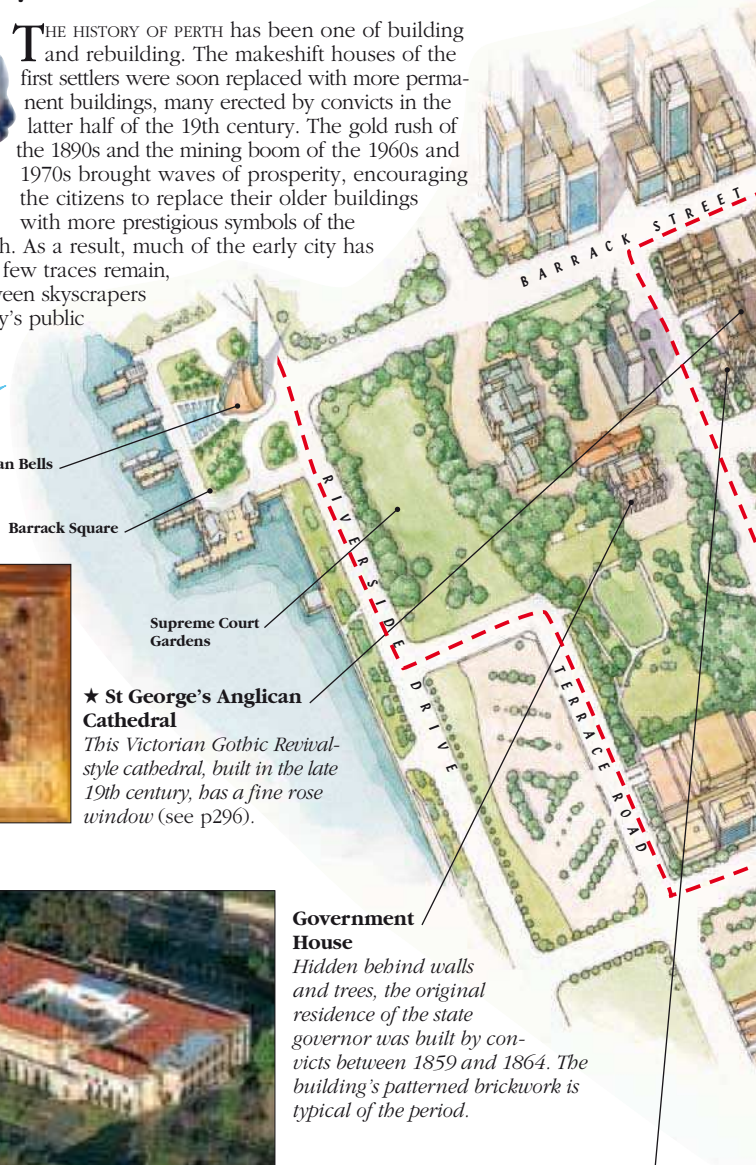 THE HISTORY OF PERTH has been one of building
and rebuilding. The makeshift houses of the
first settlers were soon replaced with more perma-
nent buildings, many erected by convicts in the
latter half of the 19th century. The gold rush of
the 1890s and the mining boom of the 1960s and
1970s brought waves of prosperity, encouraging
the citizens to replace their older buildings
with more prestigious symbols of the
h. As a result, much of the early city has
few traces remain,
een skyscrapers
y's public
BARRACK STREET
an Bells
Barrack Square
RIVERSIDE DRIVE
Supreme Court
Gardens
TERRACE ROAD
★ St George's Anglican
Cathedral
This Victorian Gothic Revival-
style cathedral, built in the late
19th century, has a fine rose
window (see p296).
Government
House
Hidden behind walls
and trees, the original
residence of the state
governor was built by con-
victs between 1859 and 1864. The
building's patterned brickwork is
typical of the period.